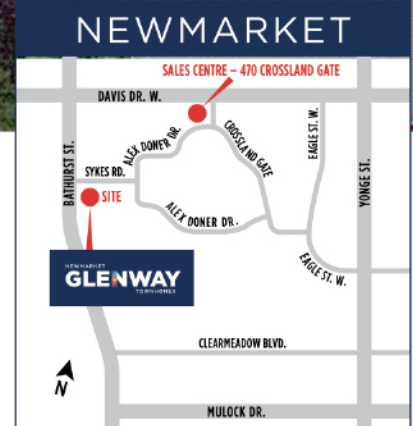 NEWMARKET
SALES CENTRE – 470 CROSSLAND GATE
DAVIS DR. W.
ALEX DONER DR.
CROSSLAND GATE
EAGLE ST. W.
BATHURST ST.
YONGE ST.
SYKES RD.
SITE
ALEX DONER DR.
NEWMARKET
GLENWAY
TOWNHOMES
EAGLE ST. W.
CLEARMEADOW BLVD.
N
MULOCK DR.